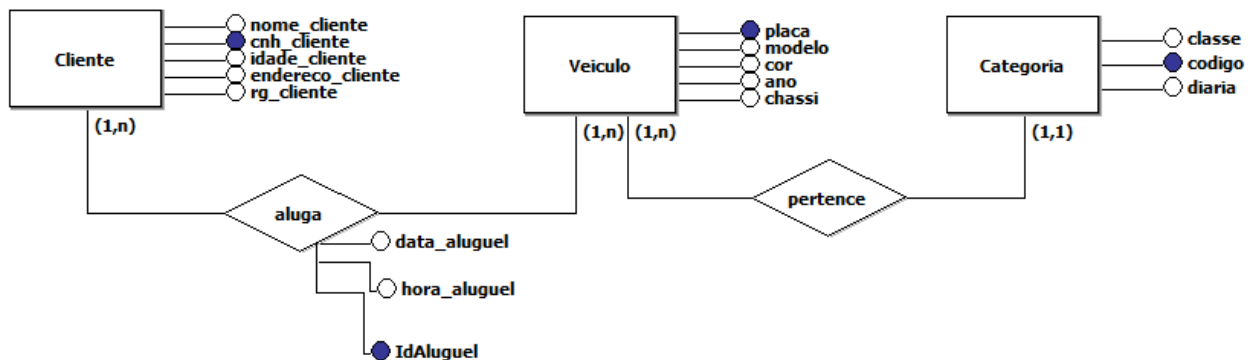 Cliente
nome_cliente
cnh_cliente
idade_cliente
endereco_cliente
rg_cliente
(1,n)
Veiculo
placa
modelo
cor
ano
chassi
(1,n)
(1,n)
Categoria
classe
codigo
diaria
(1,1)
aluga
data_aluguel
hora_aluguel
IdAluguel
pertence